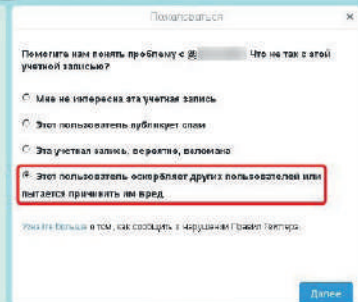 Пожаловаться ×
Помогите нам понять проблему с @ Что не так с этой
учетной записью?
Мне не интересна эта учетная запись
Этот пользователь публикует спам
Эта учетная запись, вероятно, взломана
Этот пользователь оскорбляет других пользователей или
пытается причинить им вред
Узнайте больше о том, как сообщить о нарушении Правил Твиттера.
Далее